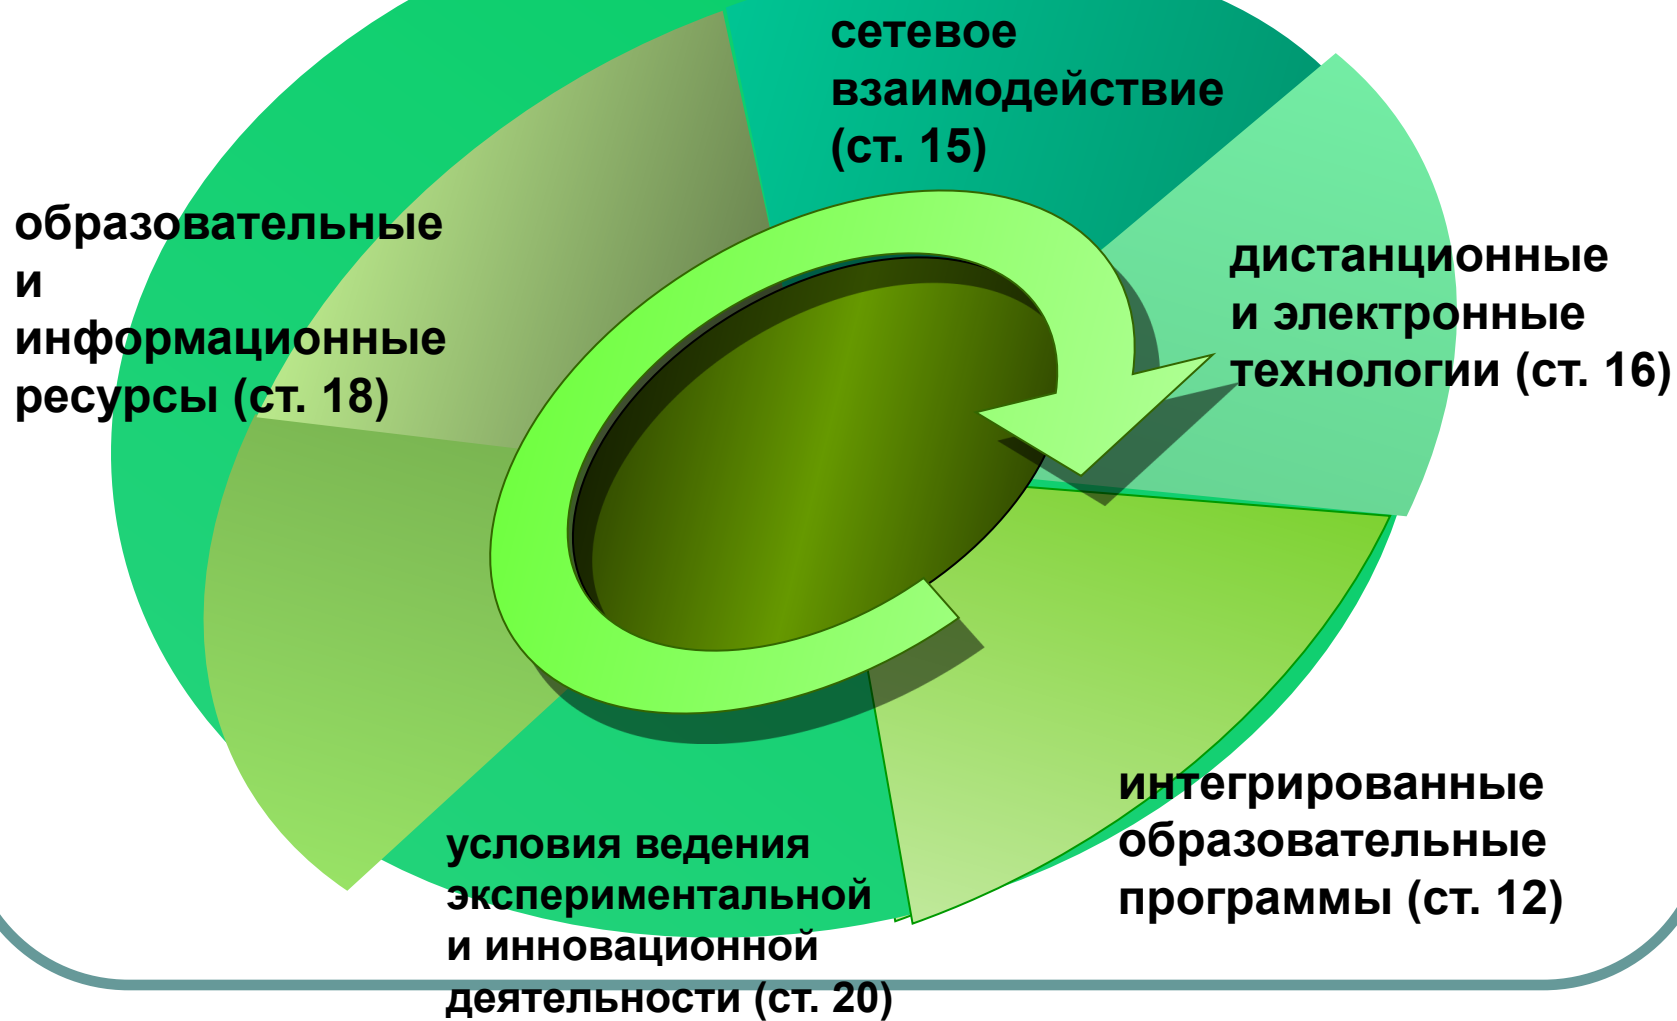 сетевое
взаимодействие
(ст. 15)
образовательные
и
информационные
ресурсы (ст. 18)
дистанционные
и электронные
технологии (ст. 16)
интегрированные
образовательные
программы (ст. 12)
условия ведения
экспериментальной
и инновационной
деятельности (ст. 20)